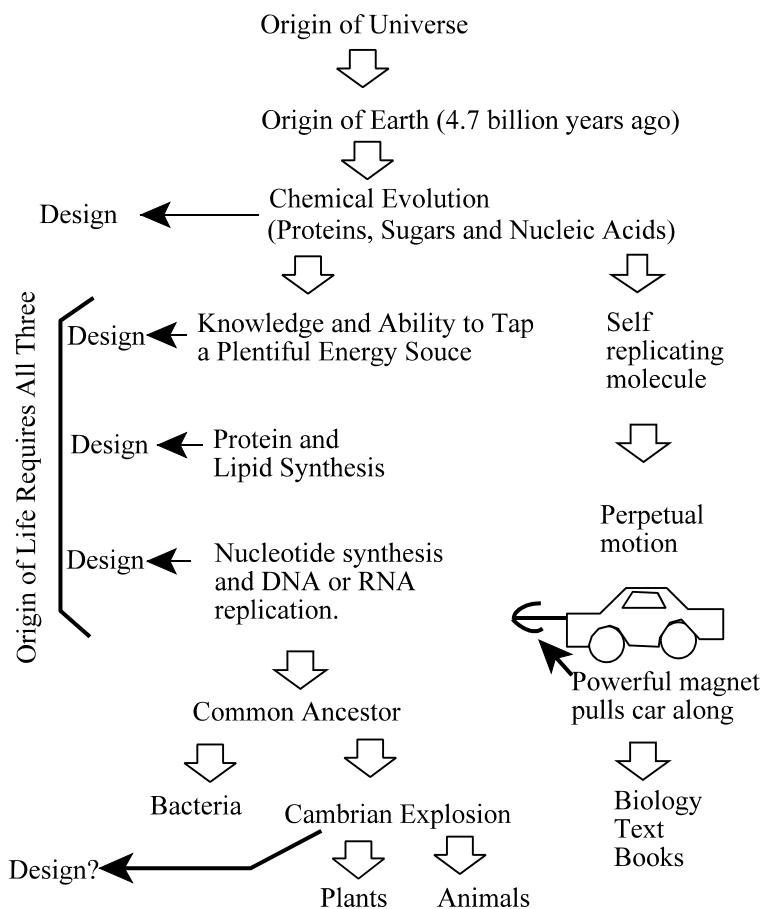 Origin of Universe
Origin of Earth (4.7 billion years ago)
Chemical Evolution
(Proteins, Sugars and Nucleic Acids)
Design
Origin of Life Requires All Three
Design
Knowledge and Ability to Tap
a Plentiful Energy Souce
Self
replicating
molecule
Design
Protein and
Lipid Synthesis
Perpetual
motion
Design
Nucleotide synthesis
and DNA or RNA
replication.
Powerful magnet
pulls car along
Common Ancestor
Bacteria
Cambrian Explosion
Biology
Text
Books
Design?
Plants
Animals